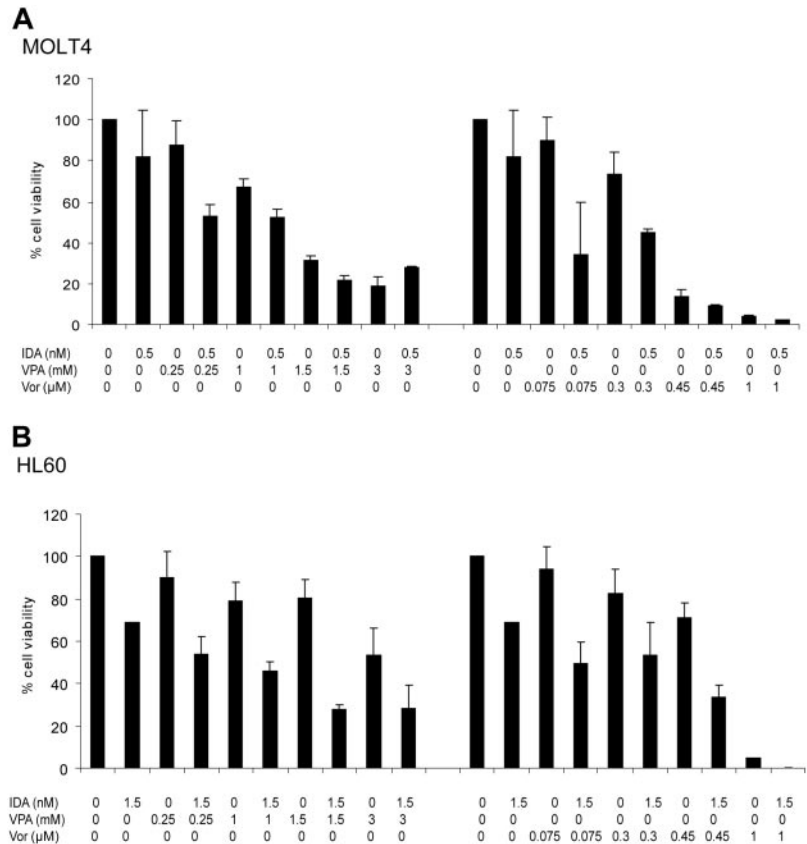 A
MOLT4
120
100
80
60
40
20
0
% cell viability
IDA (nM) 0 0.5 0 0.5 0 0.5 0 0.5 0 0.5 0 0.5 0 0.5 0 0.5 0 0.5 0 0.5
VPA (mM) 0 0 0.25 0.25 1 1 1.5 1.5 3 3 0 0 0 0 0 0 0 0 0 0
Vor (µM) 0 0 0 0 0 0 0 0 0 0 0 0 0.075 0.075 0.3 0.3 0.45 0.45 1 1
B
HL60
120
100
80
60
40
20
0
% cell viability
IDA (nM) 0 1.5 0 1.5 0 1.5 0 1.5 0 1.5 0 1.5 0 1.5 0 1.5 0 1.5 0 1.5
VPA (mM) 0 0 0.25 0.25 1 1 1.5 1.5 3 3 0 0 0 0 0 0 0 0 0 0
Vor (µM) 0 0 0 0 0 0 0 0 0 0 0 0 0.075 0.075 0.3 0.3 0.45 0.45 1 1